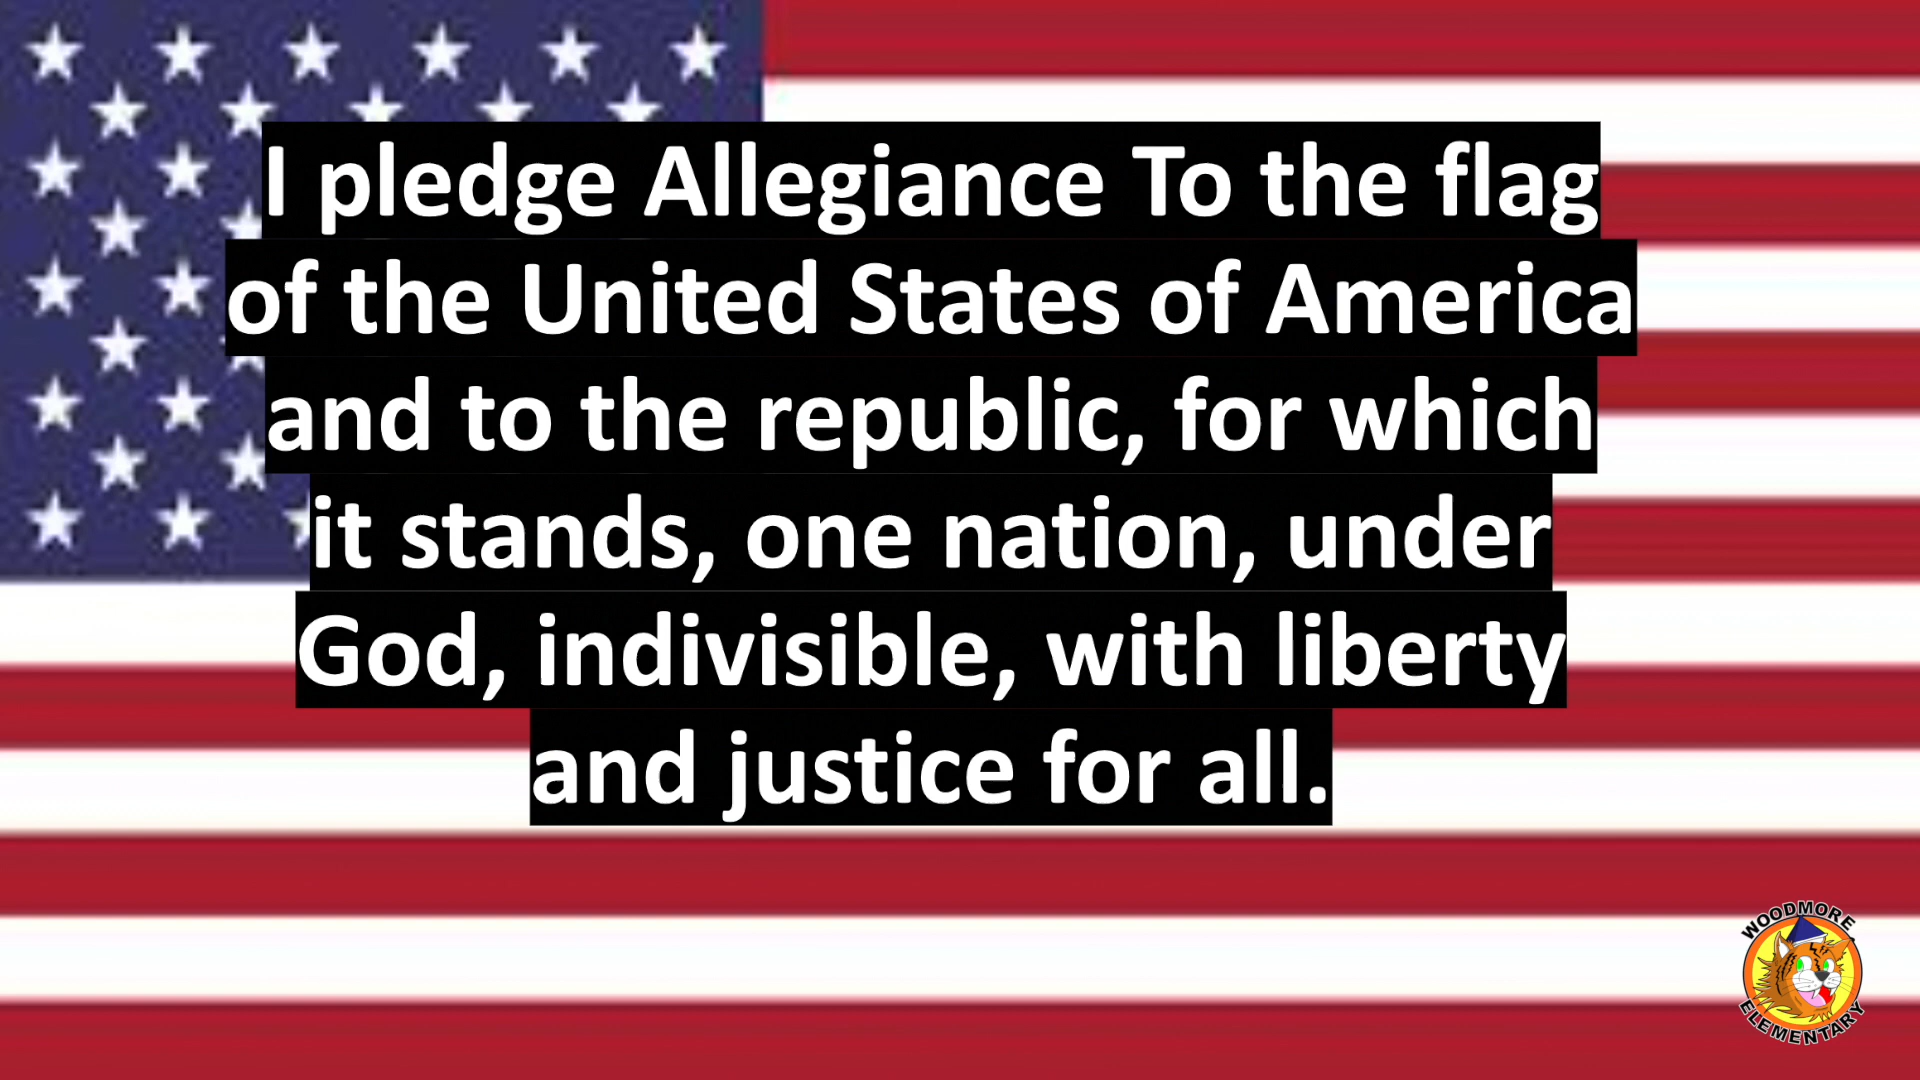 I pledge Allegiance To the flag
of the United States of America
and to the republic, for which
it stands, one nation, under
God, indivisible, with liberty
and justice for all.
WOODMORE
ELEMENTARY